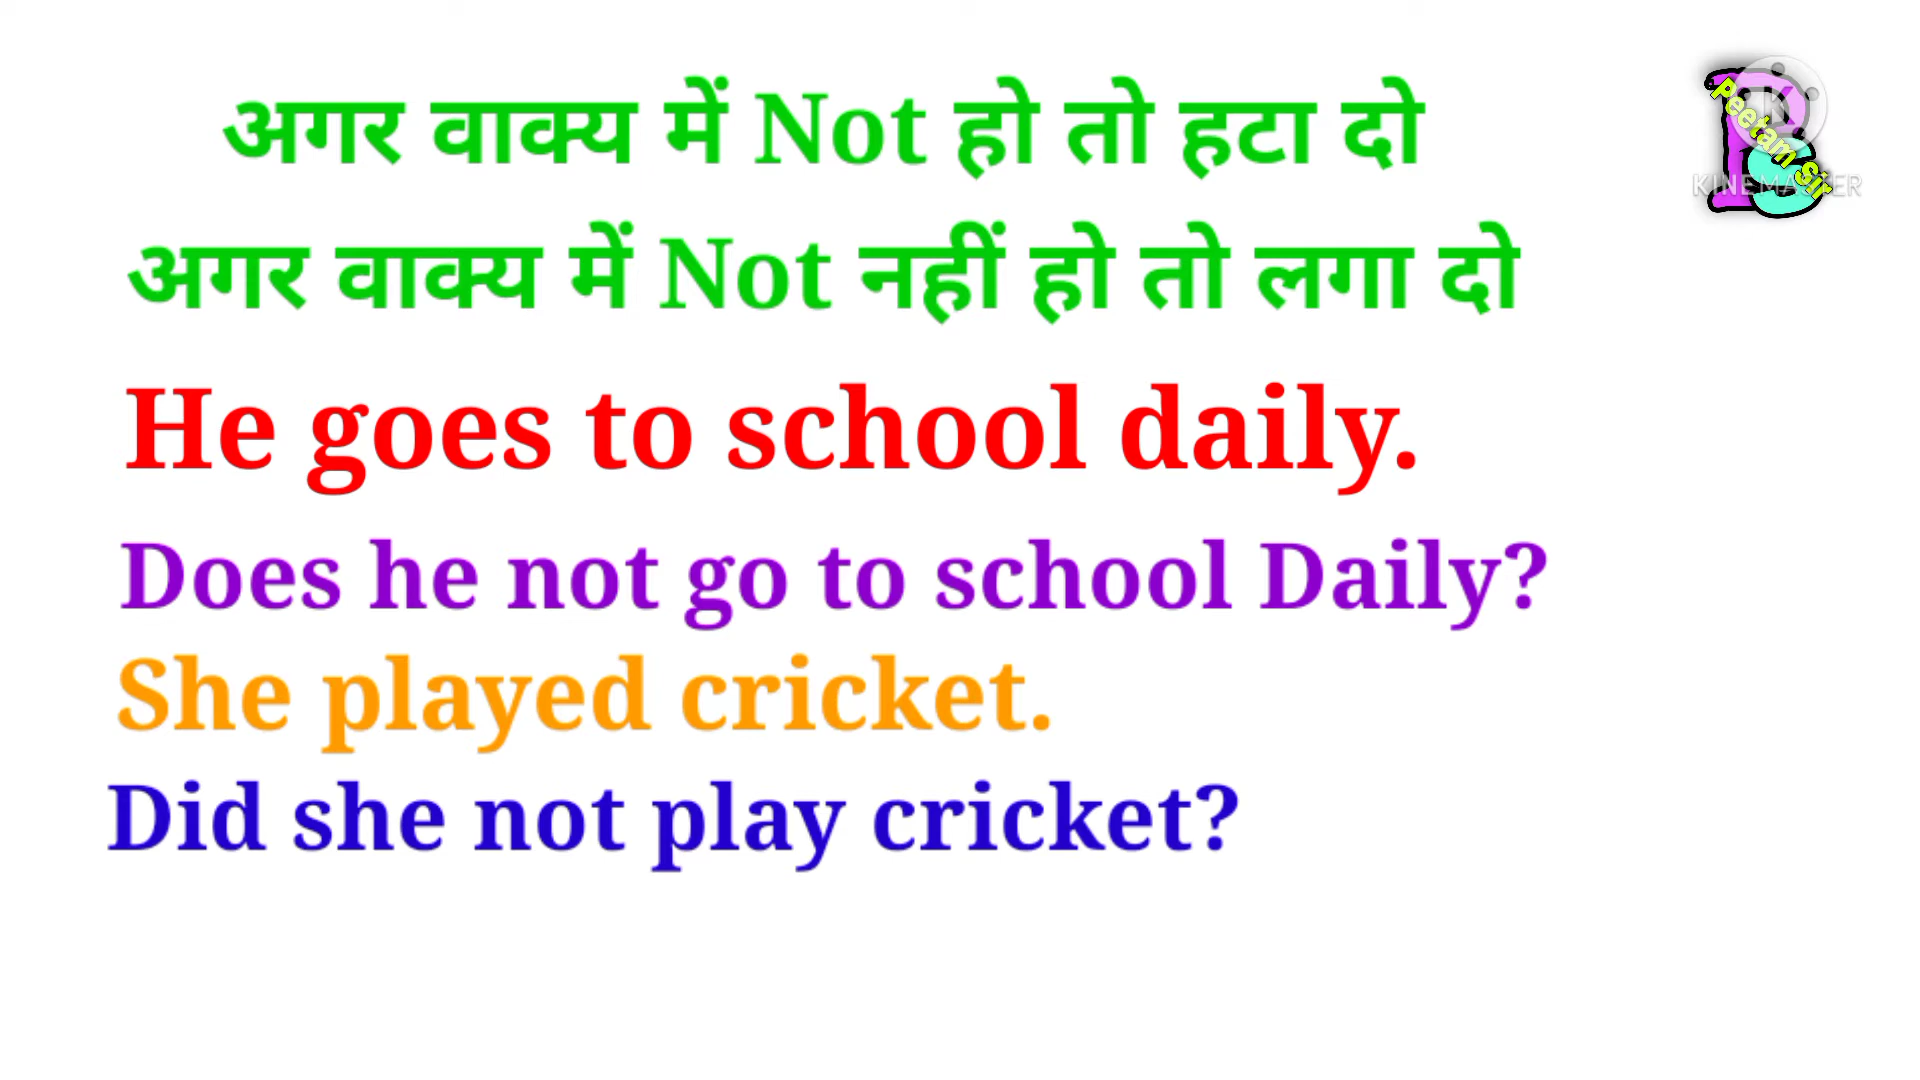 अगर वाक्य में Not हो तो हटा दो
अगर वाक्य में Not नहीं हो तो लगा दो
He goes to school daily.
Does he not go to school Daily?
She played cricket.
Did she not play cricket?
Peetam sir
KINEMASTER